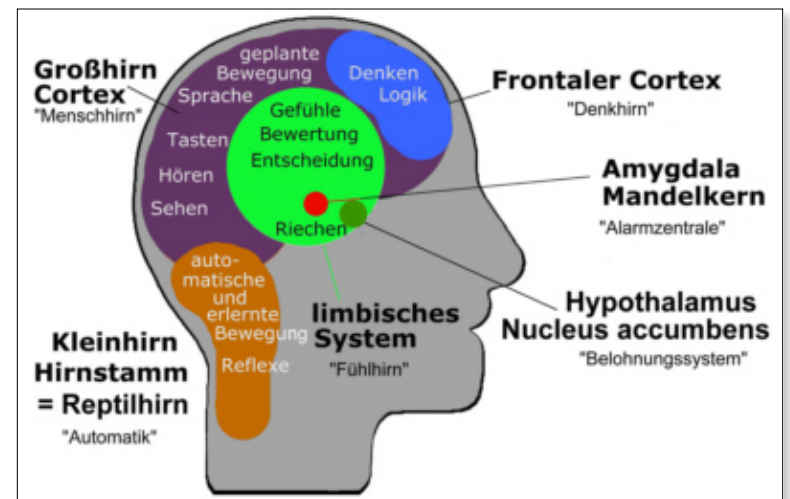 Großhirn
Cortex
"Menschhirn"
geplante
Bewegung
Sprache
Tasten
Hören
Sehen
Denken
Logik
Frontaler Cortex
"Denkhirn"
Gefühle
Bewertung
Entscheidung
Riechen
Amygdala
Mandelkern
"Alarmzentrale"
Hypothalamus
Nucleus accumbens
"Belohnungssystem"
limbisches
System
"Fühlhirn"
auto-
matische
und
erlernte
Bewegung
Reflexe
Kleinhirn
Hirnstamm
= Reptilhirn
"Automatik"